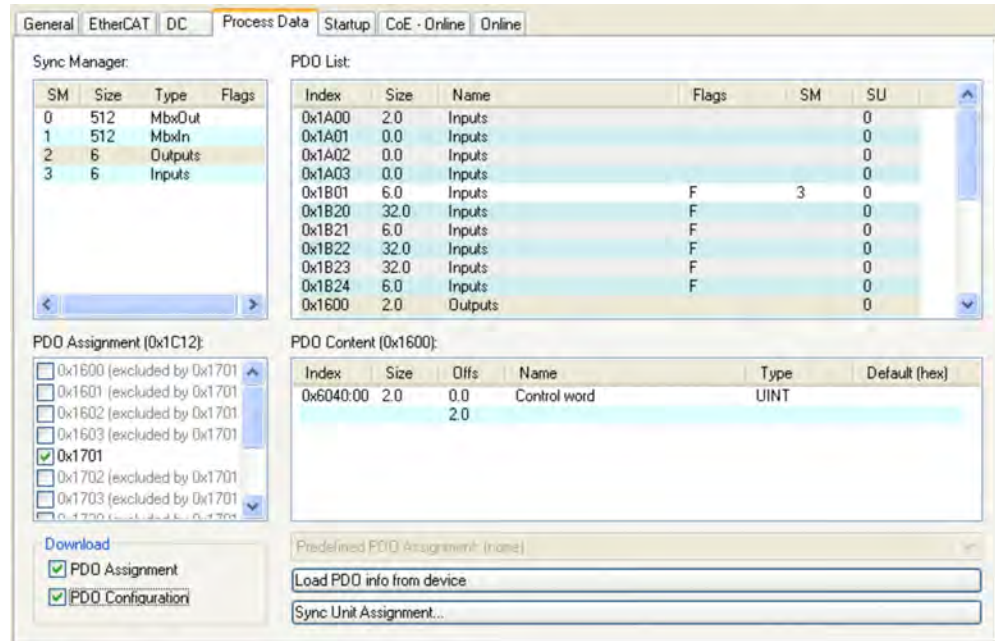 General EtherCAT DC Process Data Startup CoE - Online Online
Sync Manager:
SM Size Type Flags
0 512 MbxOut
1 512 MbxIn
2 6 Outputs
3 6 Inputs
PDO List:
Index Size Name Flags SM SU
0x1A00 2.0 Inputs 0
0x1A01 0.0 Inputs 0
0x1A02 0.0 Inputs 0
0x1A03 0.0 Inputs 0
0x1B01 6.0 Inputs F 3 0
0x1B20 32.0 Inputs F 0
0x1B21 6.0 Inputs F 0
0x1B22 32.0 Inputs F 0
0x1B23 32.0 Inputs F 0
0x1B24 6.0 Inputs F 0
0x1600 2.0 Outputs 0
PDO Assignment (0x1C12):
0x1600 (excluded by 0x1701
0x1601 (excluded by 0x1701
0x1602 (excluded by 0x1701
0x1603 (excluded by 0x1701
0x1701
0x1702 (excluded by 0x1701
0x1703 (excluded by 0x1701
PDO Content (0x1600):
Index Size Offs Name Type Default (hex)
0x6040:00 2.0 0.0 Control word UINT
2.0
Download
PDO Assignment
PDO Configuration
Predefined PDO Assignment: (none)
Load PDO info from device
Sync Unit Assignment...